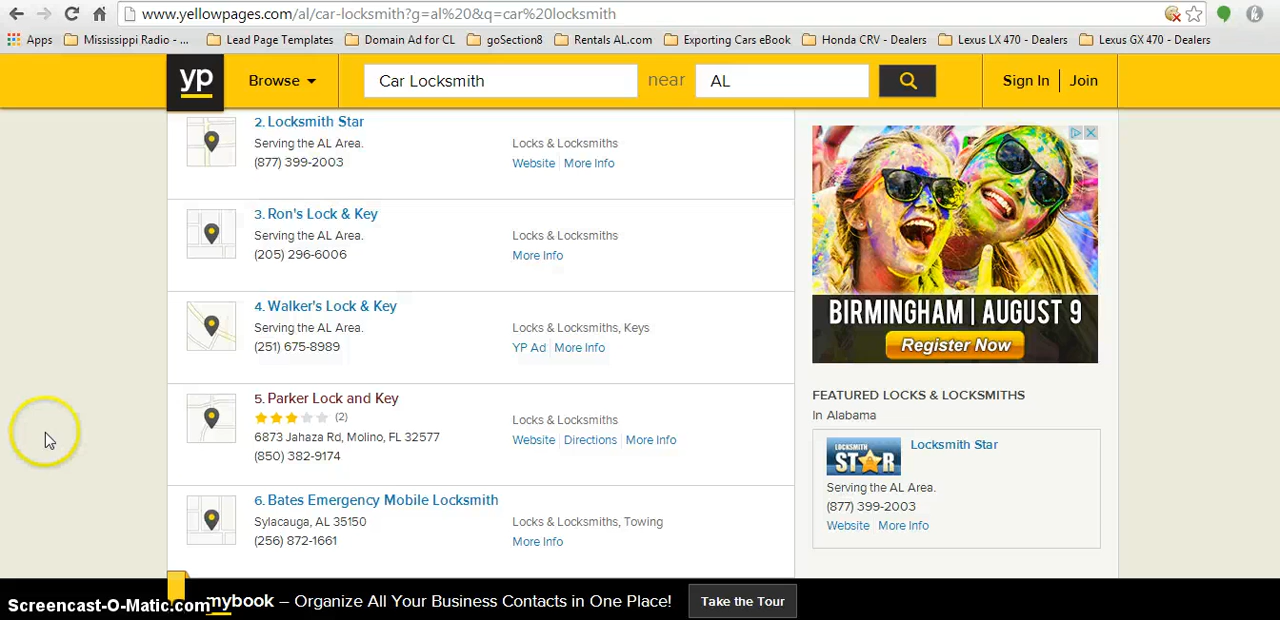 www.yellowpages.com/al/car-locksmith?g=al%20&q=car%20locksmith
Apps Mississippi Radio - ... Lead Page Templates Domain Ad for CL goSection8 Rentals AL.com Exporting Cars eBook Honda CRV - Dealers Lexus LX 470 - Dealers Lexus GX 470 - Dealers
yp Browse Car Locksmith near AL Sign In Join
2. Locksmith Star
Serving the AL Area. Locks & Locksmiths
(877) 399-2003 Website More Info
3. Ron's Lock & Key
Serving the AL Area. Locks & Locksmiths
(205) 296-6006 More Info
4. Walker's Lock & Key
Serving the AL Area. Locks & Locksmiths, Keys
(251) 675-8989 YP Ad More Info
5. Parker Lock and Key
(2) Locks & Locksmiths
6873 Jahaza Rd, Molino, FL 32577 Website Directions More Info
(850) 382-9174
6. Bates Emergency Mobile Locksmith
Sylacauga, AL 35150 Locks & Locksmiths, Towing
(256) 872-1661 More Info
BIRMINGHAM | AUGUST 9
Register Now
FEATURED LOCKS & LOCKSMITHS
In Alabama
LOCKSMITH
STAR
Locksmith Star
Serving the AL Area.
(877) 399-2003
Website More Info
mybook – Organize All Your Business Contacts in One Place! Take the Tour
Screencast-O-Matic.com